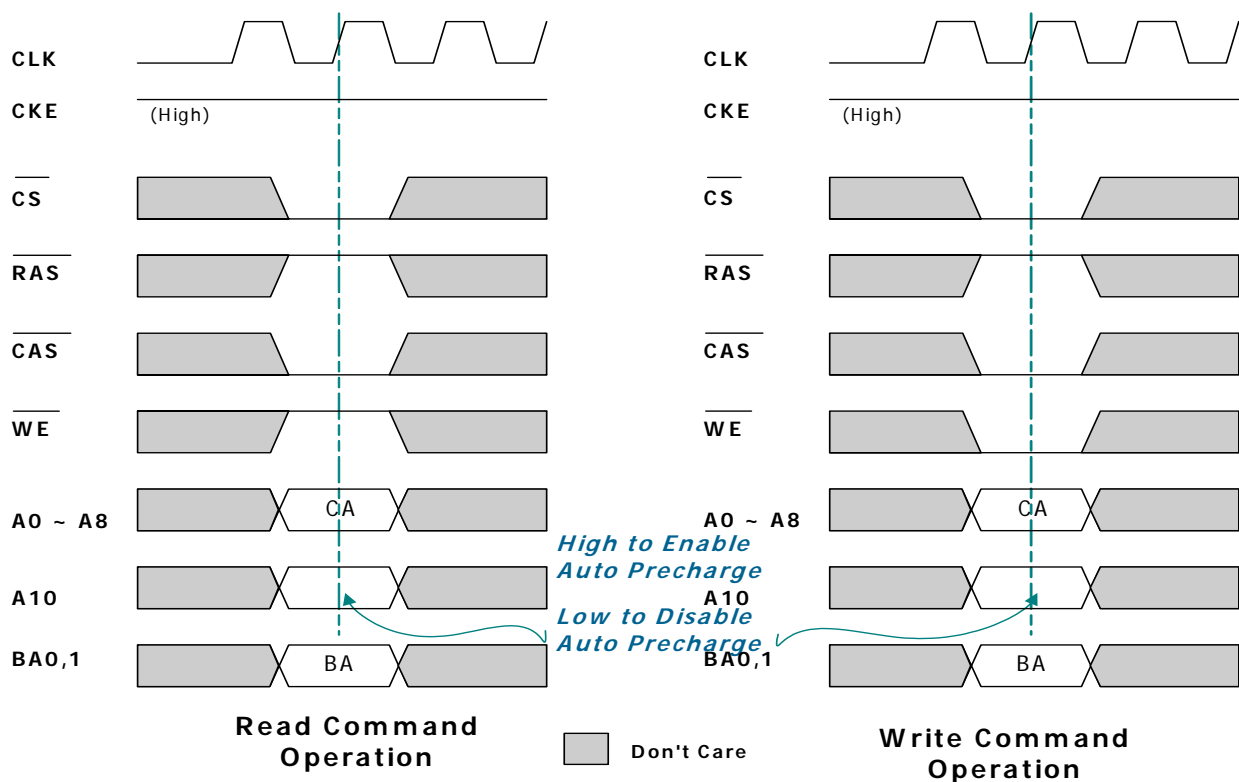 CLK
CKE
(High)
CS
RAS
CAS
WE
A0 ~ A8
CA
A10
BA0,1
BA
Read Command
Operation
High to Enable
Auto Precharge
Low to Disable
Auto Precharge
Don't Care
CLK
CKE
(High)
CS
RAS
CAS
WE
A0 ~ A8
CA
A10
BA0,1
BA
Write Command
Operation